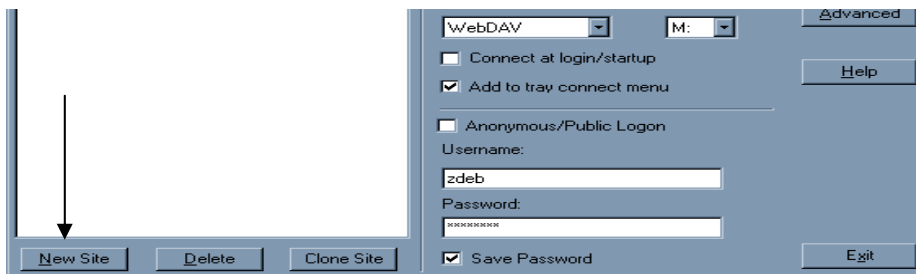 Advanced
WebDAV M:
Connect at login/startup
Help
Add to tray connect menu
Anonymous/Public Logon
Username:
zdeb
Password:
********
New Site Delete Clone Site Save Password Exit